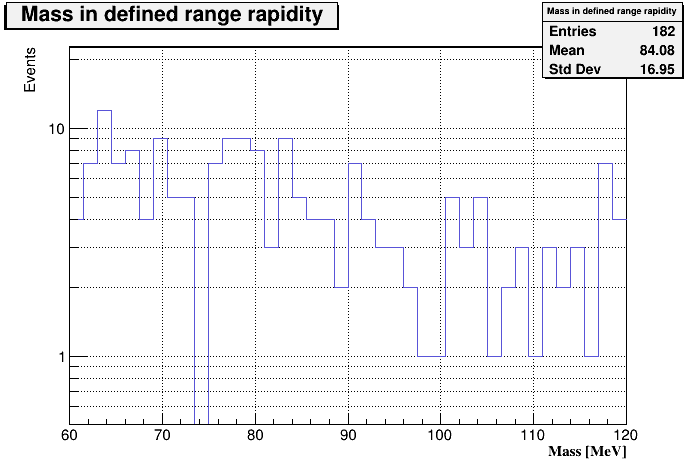 Mass in defined range rapidity
Mass in defined range rapidity
Entries 182
Mean 84.08
Std Dev 16.95
Events
10
1
60 70 80 90 100 110 120
Mass [MeV]